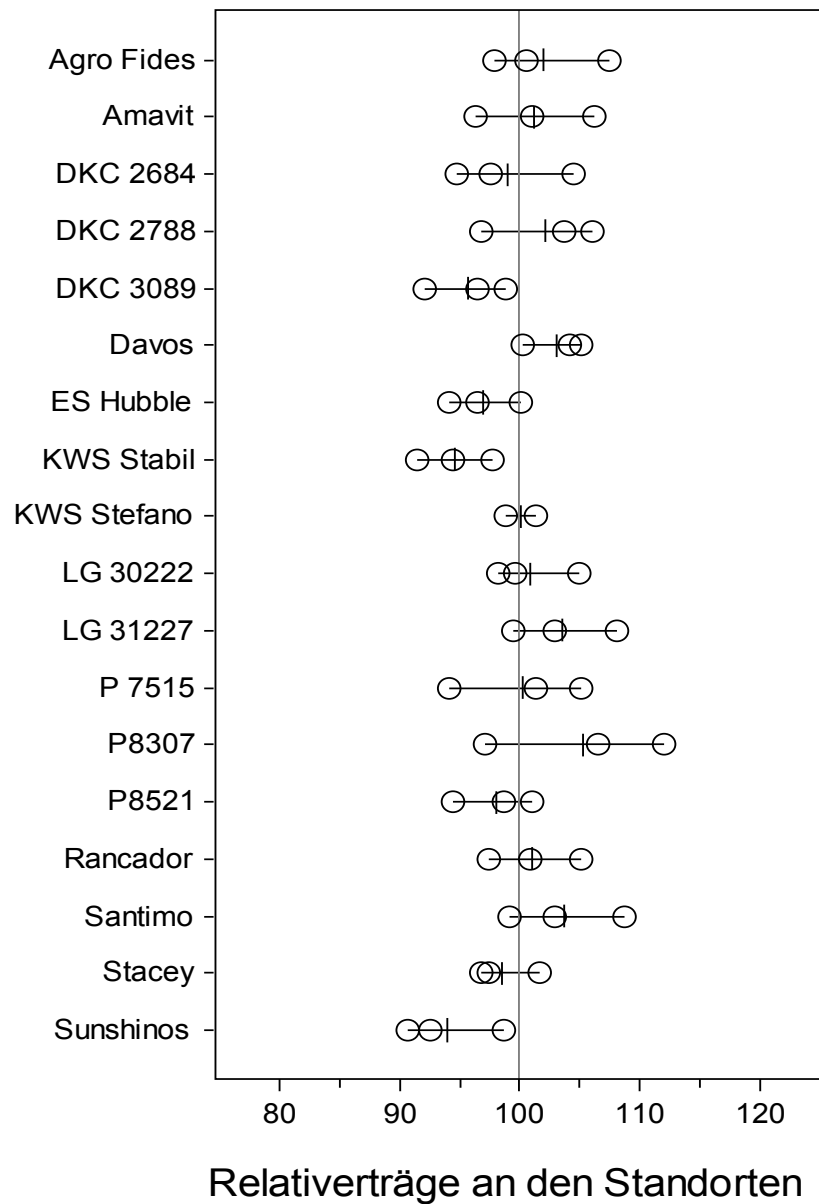 Agro Fides
Amavit
DKC 2684
DKC 2788
DKC 3089
Davos
ES Hubble
KWS Stabil
KWS Stefano
LG 30222
LG 31227
P 7515
P8307
P8521
Rancador
Santimo
Stacey
Sunshinos
80 90 100 110 120
Relativerträge an den Standorten